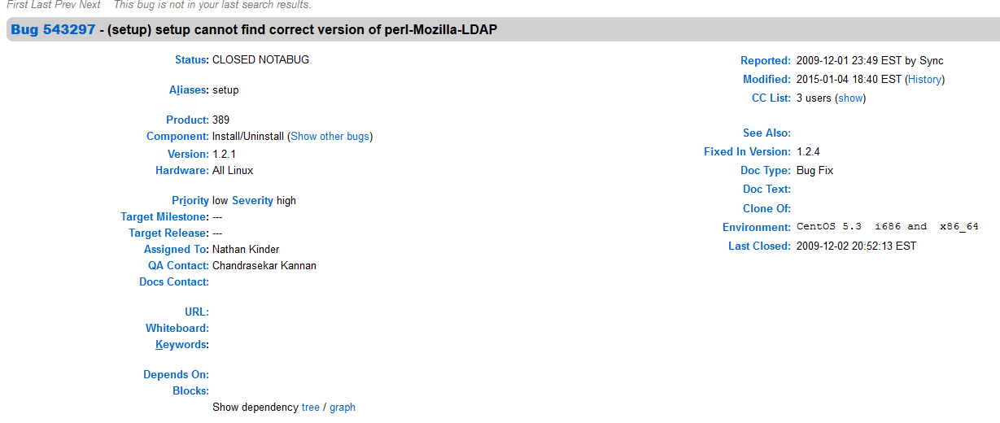 First Last Prev Next This bug is not in your last search results.
Bug 543297 - (setup) setup cannot find correct version of perl-Mozilla-LDAP
Status: CLOSED NOTABUG
Aliases: setup
Product: 389
Component: Install/Uninstall (Show other bugs)
Version: 1.2.1
Hardware: All Linux
Priority low Severity high
Target Milestone: ---
Target Release: ---
Assigned To: Nathan Kinder
QA Contact: Chandrasekar Kannan
Docs Contact:
URL:
Whiteboard:
Keywords:
Depends On:
Blocks:
Show dependency tree / graph
Reported: 2009-12-01 23:49 EST by Sync
Modified: 2015-01-04 18:40 EST (History)
CC List: 3 users (show)
See Also:
Fixed In Version: 1.2.4
Doc Type: Bug Fix
Doc Text:
Clone Of:
Environment: CentOS 5.3 i686 and x86_64
Last Closed: 2009-12-02 20:52:13 EST